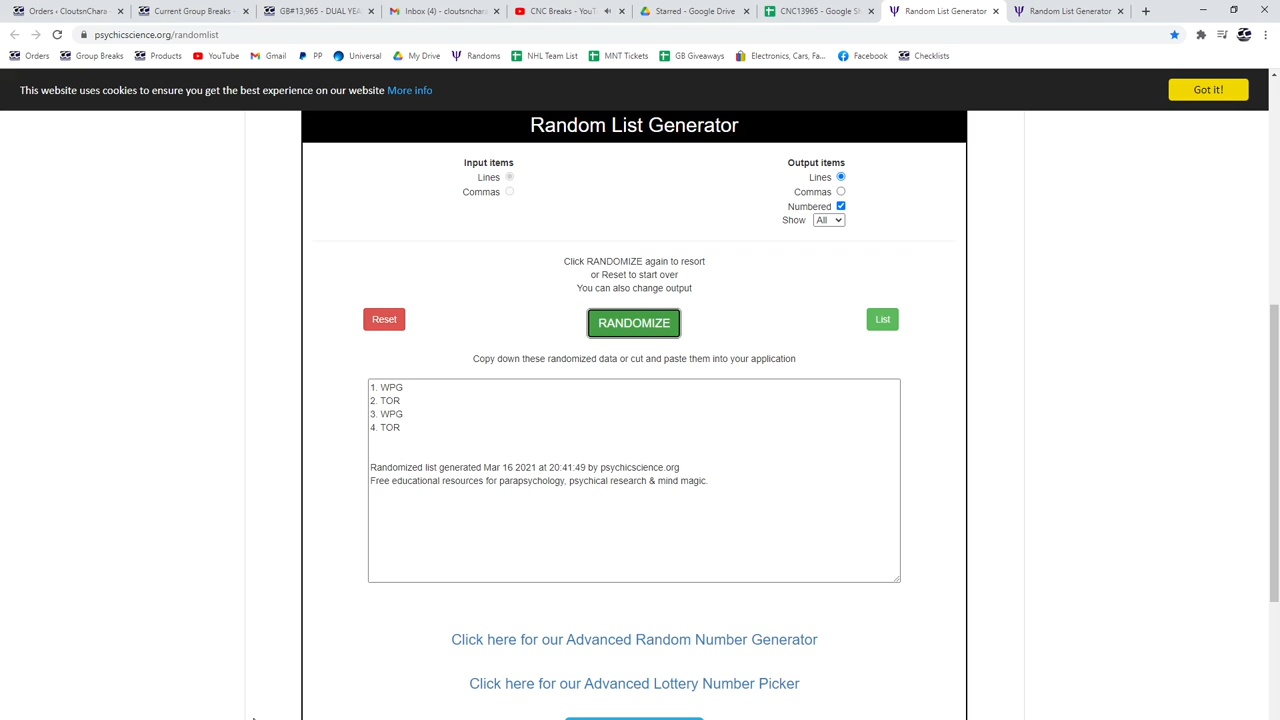 Orders · CloutsnChara
Current Group Breaks ·
GB#13,965 - DUAL YEA
Inbox (4) - cloutsnchara
CNC Breaks - YouT
Starred - Google Drive
CNC13965 - Google Sh
Random List Generator
Random List Generator
psychicscience.org/randomlist
Orders
Group Breaks
Products
YouTube
Gmail
PP
Universal
My Drive
Randoms
NHL Team List
MNT Tickets
GB Giveaways
Electronics, Cars, Fa...
Facebook
Checklists
This website uses cookies to ensure you get the best experience on our website More info
Got it!
Random List Generator
Input items
Lines
Commas
Output items
Lines
Commas
Numbered
Show All
Click RANDOMIZE again to resort
or Reset to start over
You can also change output
Reset
RANDOMIZE
List
Copy down these randomized data or cut and paste them into your application
1. WPG
2. TOR
3. WPG
4. TOR
Randomized list generated Mar 16 2021 at 20:41:49 by psychicscience.org
Free educational resources for parapsychology, psychical research & mind magic.
Click here for our Advanced Random Number Generator
Click here for our Advanced Lottery Number Picker